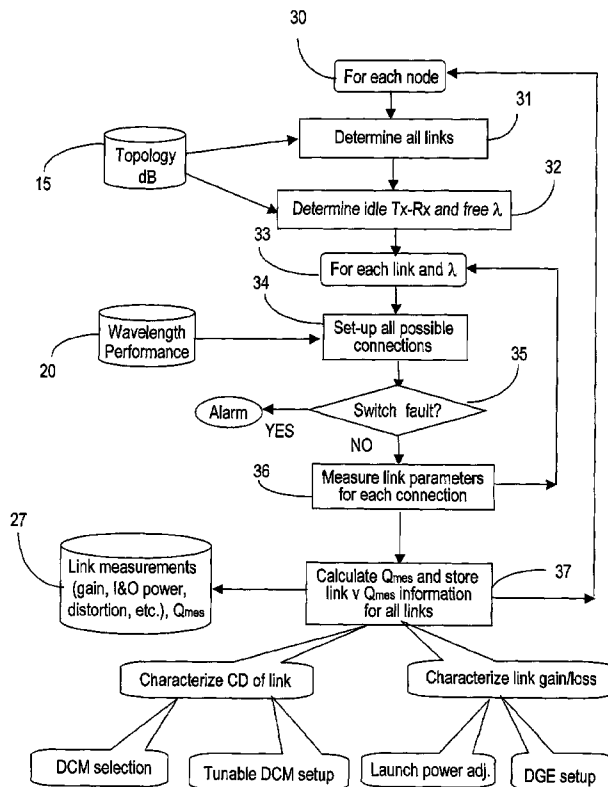 30
For each node
31
Determine all links
Topology
dB
15
32
Determine idle Tx-Rx and free λ
33
For each link and λ
34
Set-up all possible
connections
Wavelength
Performance
20
35
Switch fault?
Alarm
YES
NO
36
Measure link parameters
for each connection
27
Link measurements
(gain, I&O power,
distortion, etc.), Qmes
37
Calculate Qmes and store
link v Qmes information
for all links
Characterize CD of link
Characterize link gain/loss
DCM selection
Tunable DCM setup
Launch power adj.
DGE setup